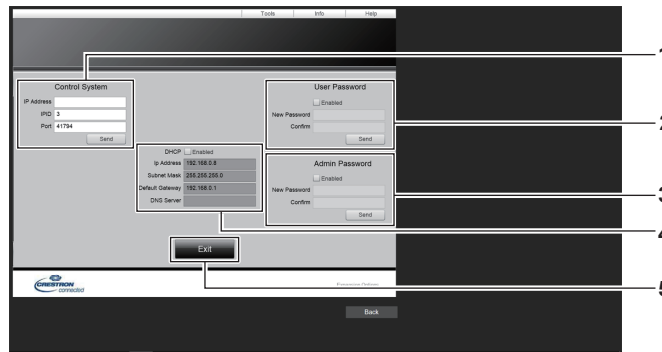 Tools Info Help
Control System
IP Address
IPID 3
Port 41794
Send
User Password
Enabled
New Password
Confirm
Send
DHCP Enabled
Ip Address 192.168.0.8
Subnet Mask 255.255.255.0
Default Gateway 192.168.0.1
DNS Server
Admin Password
Enabled
New Password
Confirm
Send
Exit
CRESTRON
connected
Back
1
2
3
4
5